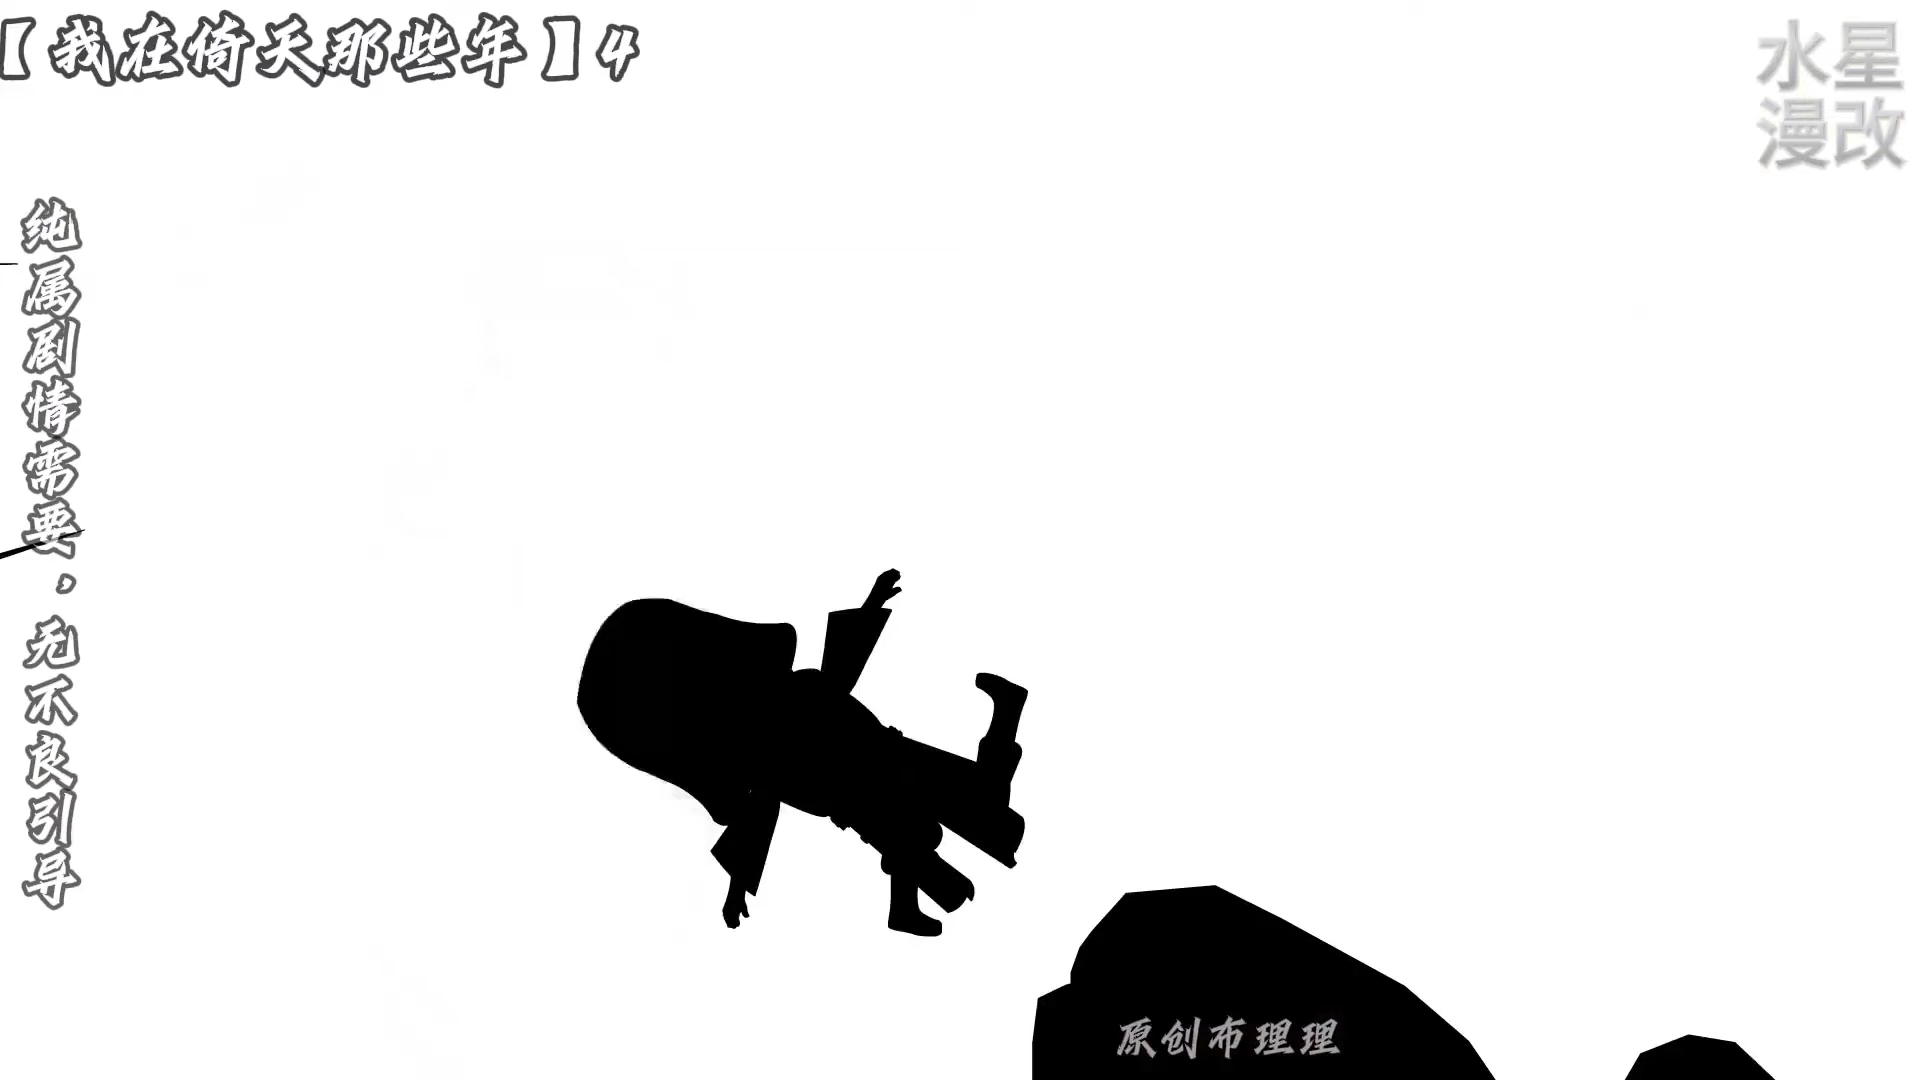 【我在倚天那些年】4
水星
漫改
纯属剧情需要，无不良引导
原创布理理